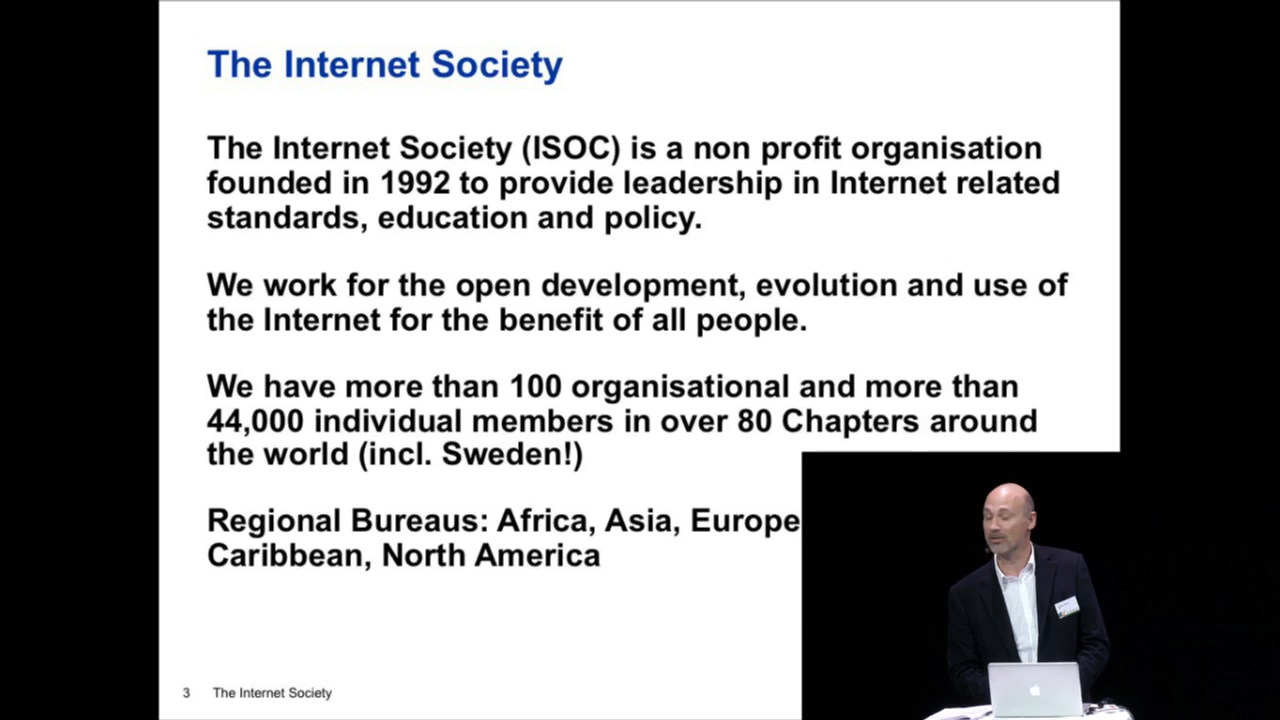 The Internet Society
The Internet Society (ISOC) is a non profit organisation
founded in 1992 to provide leadership in Internet related
standards, education and policy.
We work for the open development, evolution and use of
the Internet for the benefit of all people.
We have more than 100 organisational and more than
44,000 individual members in over 80 Chapters around
the world (incl. Sweden!)
Regional Bureaus: Africa, Asia, Europe
Caribbean, North America
3 The Internet Society